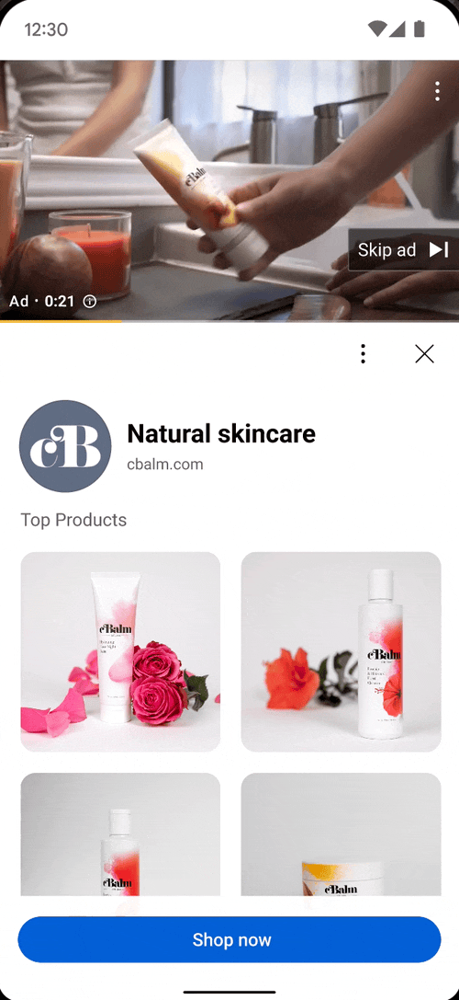 12:30
cBalm
Skip ad
Ad · 0:21
cB
Natural skincare
cbalm.com
Top Products
cBalm
cBalm
cBalm
cBalm
Shop now